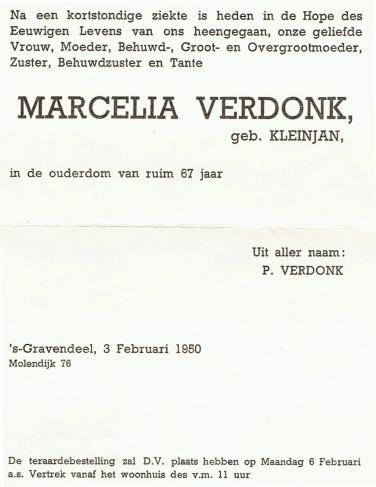 Na een kortstondige ziekte is heden in de Hope des
Eeuwigen Levens van ons heengegaan, onze geliefde
Vrouw, Moeder, Behuwd-, Groot- en Overgrootmoeder,
Zuster, Behuwdzuster en Tante
MARCELIA VERDONK,
geb. KLEINJAN,
in de ouderdom van ruim 67 jaar
Uit aller naam:
P. VERDONK
's-Gravendeel, 3 Februari 1950
Molendijk 76
De teraardebestelling zal D.V. plaats hebben op Maandag 6 Februari
a.s. Vertrek vanaf het woonhuis des v.m. 11 uur